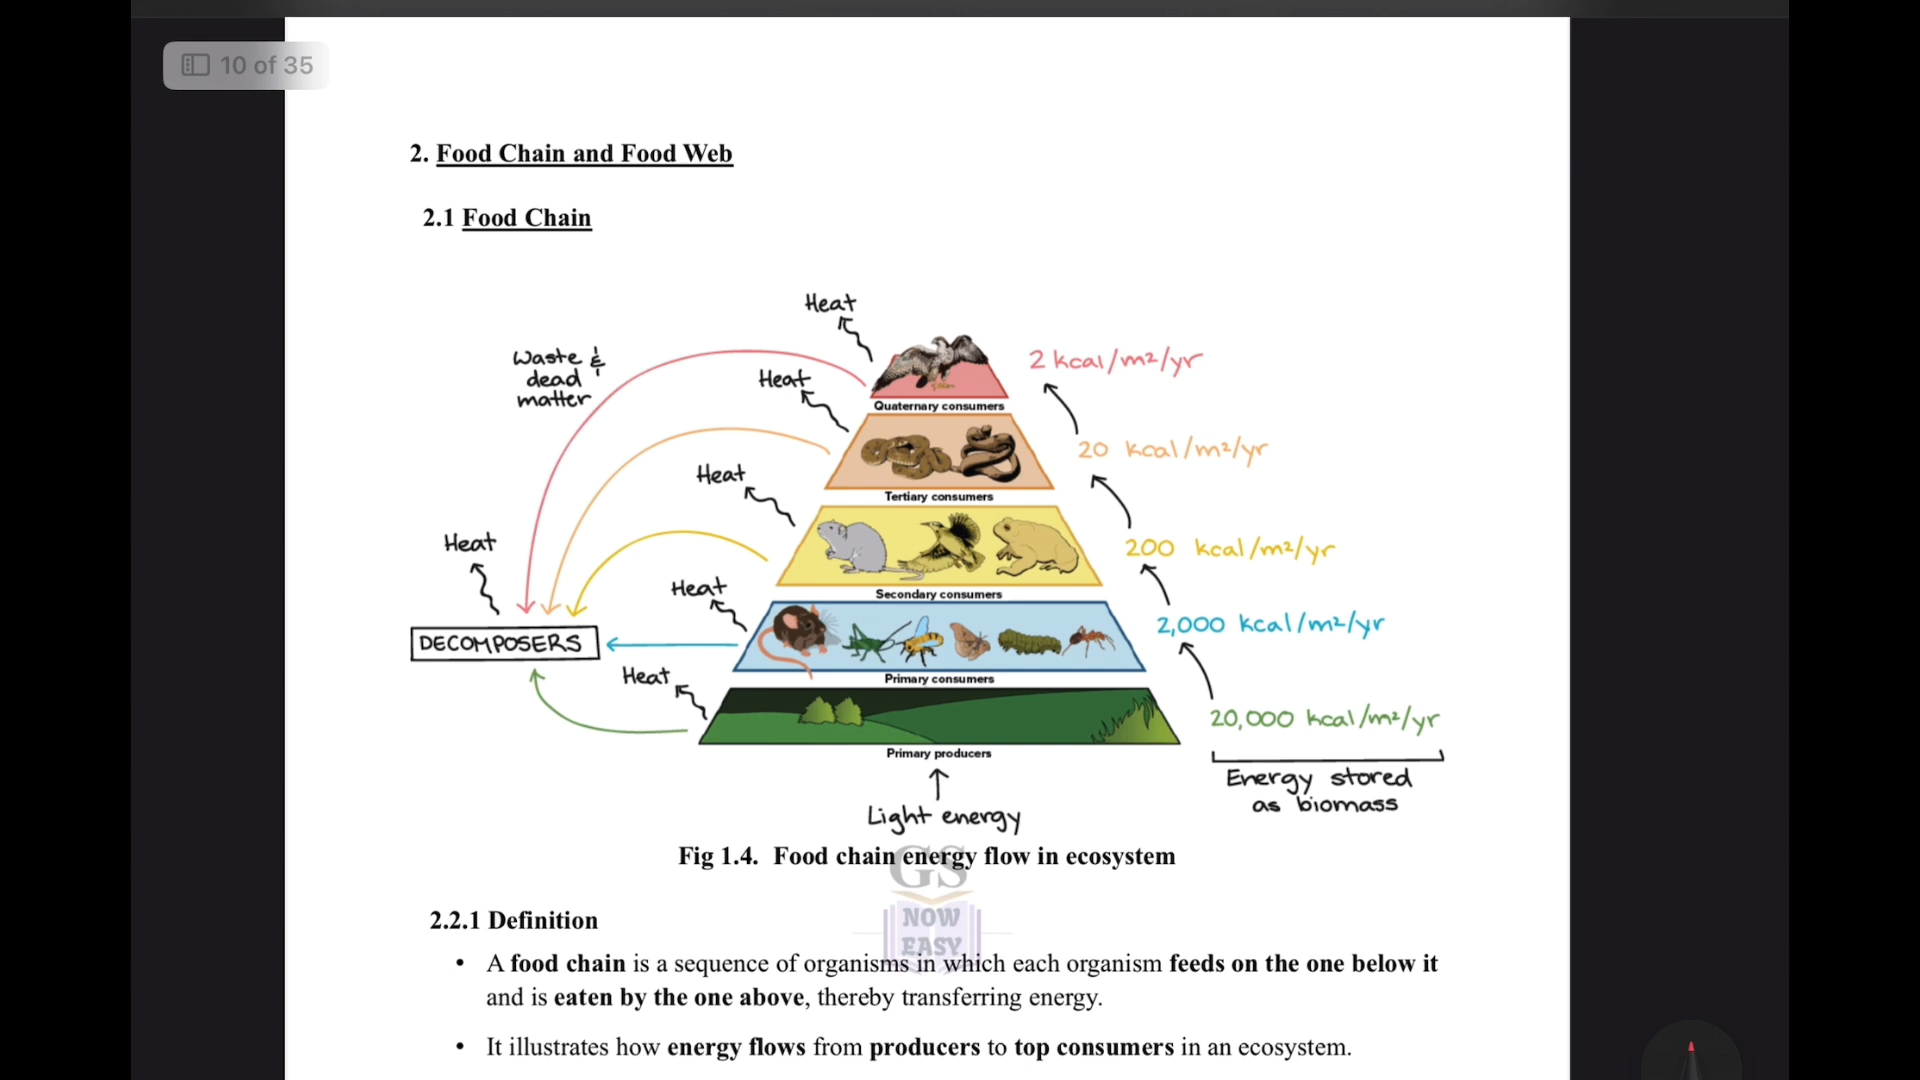 10 of 35
2. Food Chain and Food Web
2.1 Food Chain
Heat
Waste &
dead
matter
Heat
2 kcal/m²/yr
Quaternary consumers
20 kcal/m²/yr
Heat
Tertiary consumers
Heat
200 kcal/m²/yr
Heat
Secondary consumers
2,000 kcal/m²/yr
DECOMPOSERS
Heat
Primary consumers
20,000 kcal/m²/yr
Primary producers
Energy stored
as biomass
Light energy
Fig 1.4. Food chain energy flow in ecosystem
GS
NOW
EASY
2.2.1 Definition
• A food chain is a sequence of organisms in which each organism feeds on the one below it
and is eaten by the one above, thereby transferring energy.
• It illustrates how energy flows from producers to top consumers in an ecosystem.